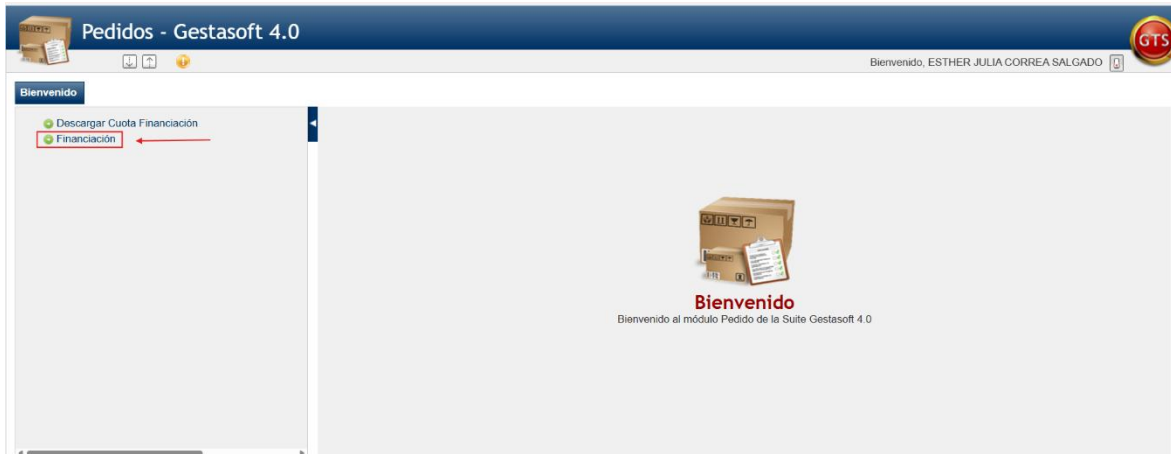 Pedidos - Gestasoft 4.0
GTS
Bienvenido, ESTHER JULIA CORREA SALGADO
Bienvenido
Descargar Cuota Financiación
Financiación
Bienvenido
Bienvenido al módulo Pedido de la Suite Gestasoft 4.0